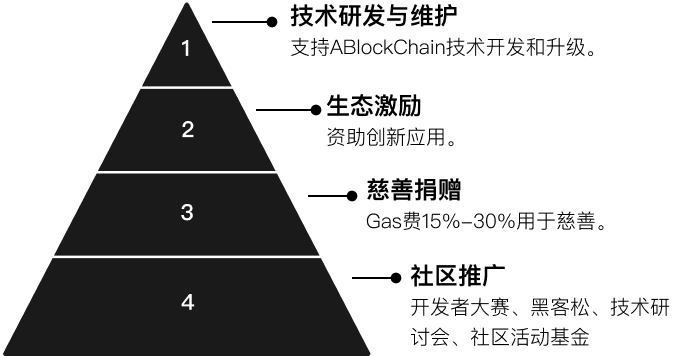 1
技术研发与维护
支持ABlockChain技术开发和升级。
2
生态激励
资助创新应用。
3
慈善捐赠
Gas费15%–30%用于慈善。
4
社区推广
开发者大赛、黑客松、技术研
讨会、社区活动基金